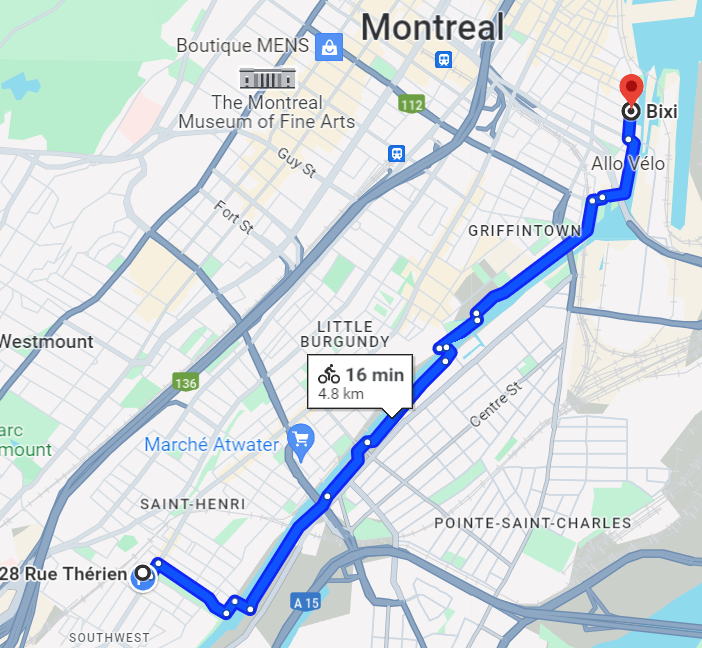 Montreal
Boutique MENS
The Montreal
Museum of Fine Arts
112
Bixi
Guy St
Allo Vélo
Fort St
GRIFFINTOWN
Westmount
LITTLE
BURGUNDY
16 min
4.8 km
136
Centre St
arc
mount
Marché Atwater
SAINT-HENRI
POINTE-SAINT-CHARLES
28 Rue Thérien
A 15
SOUTHWEST